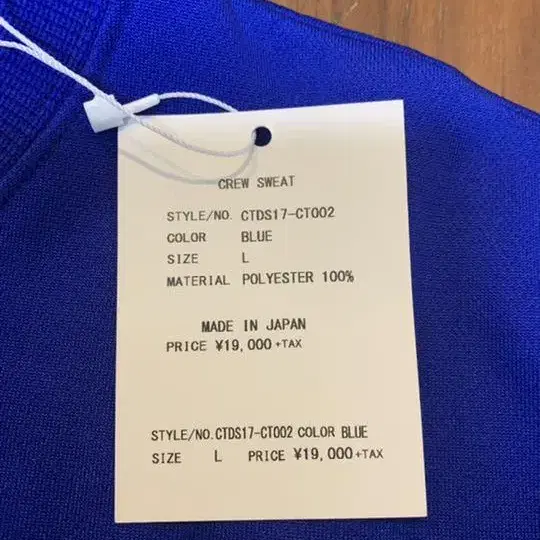 CREW SWEAT
STYLE/NO. CTDS17-CT002
COLOR BLUE
SIZE L
MATERIAL POLYESTER 100%
MADE IN JAPAN
PRICE ¥19,000+TAX
STYLE/NO.CTDS17-CT002 COLOR BLUE
SIZE L PRICE ¥19,000+TAX